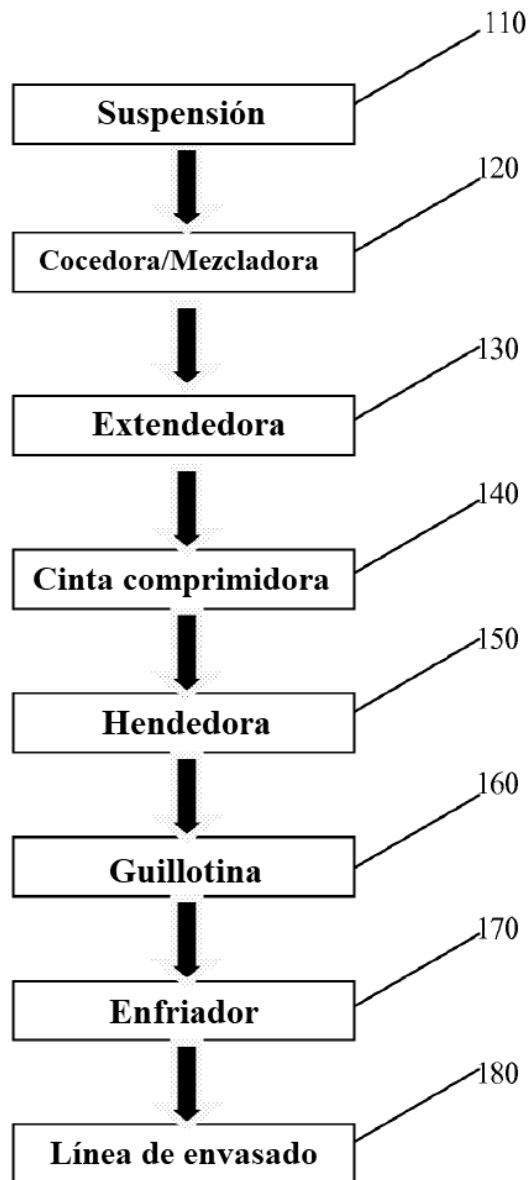 110
Suspensión
120
Cocedora/Mezcladora
130
Extendedora
140
Cinta comprimidora
150
Hendedora
160
Guillotina
170
Enfriador
180
Línea de envasado